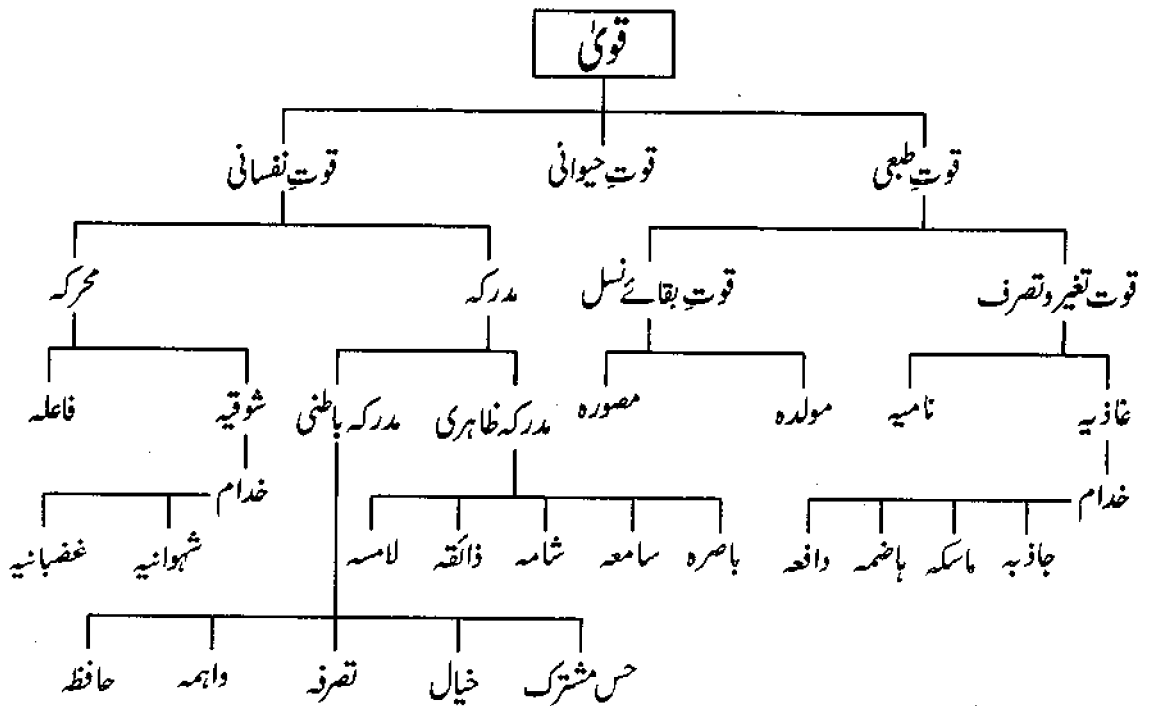 قویٰ
قوتِ طبعی قوتِ حیوانی قوتِ نفسانی
قوت تغیر و تصرف قوتِ بقائے نسل مدرکہ محرکہ
غاذیہ نامیہ مولدہ مصورہ مدرکہ ظاہری مدرکہ باطنی شوقیہ فاعلہ
خدام خدام
جاذبہ ماسکہ ہاضمہ دافعہ باصرہ سامعہ شامہ ذائقہ لامسہ شہوانیہ غضبانیہ
حس مشترک خیال تصرفہ واہمہ حافظہ